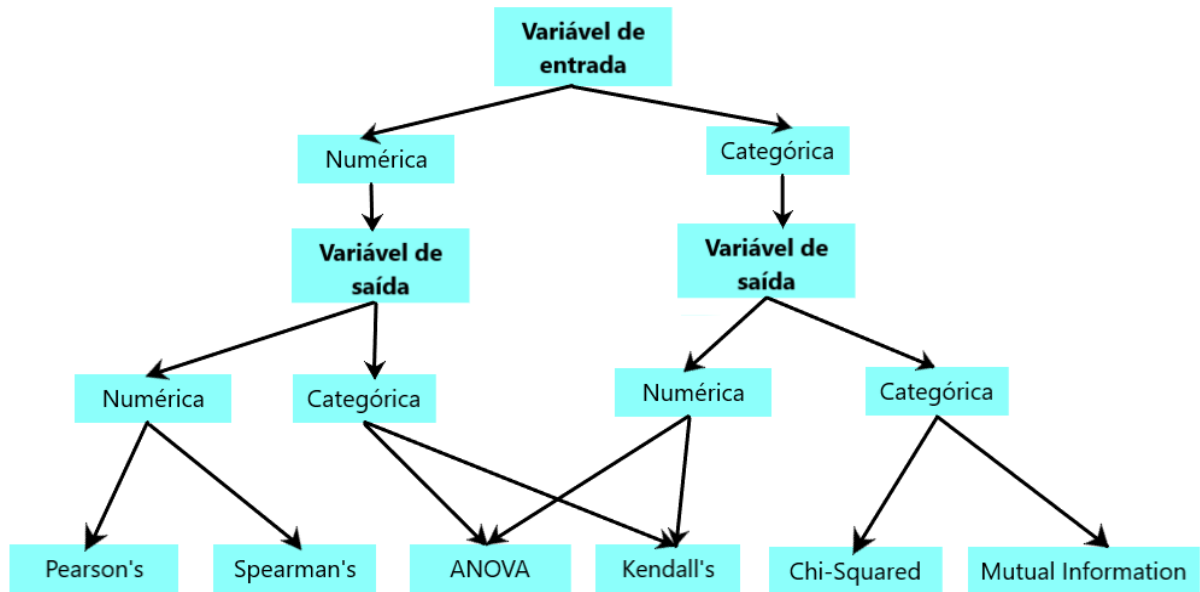 Variável de
entrada
Numérica
Categórica
Variável de
saída
Variável de
saída
Numérica
Categórica
Numérica
Categórica
Pearson's
Spearman's
ANOVA
Kendall's
Chi-Squared
Mutual Information